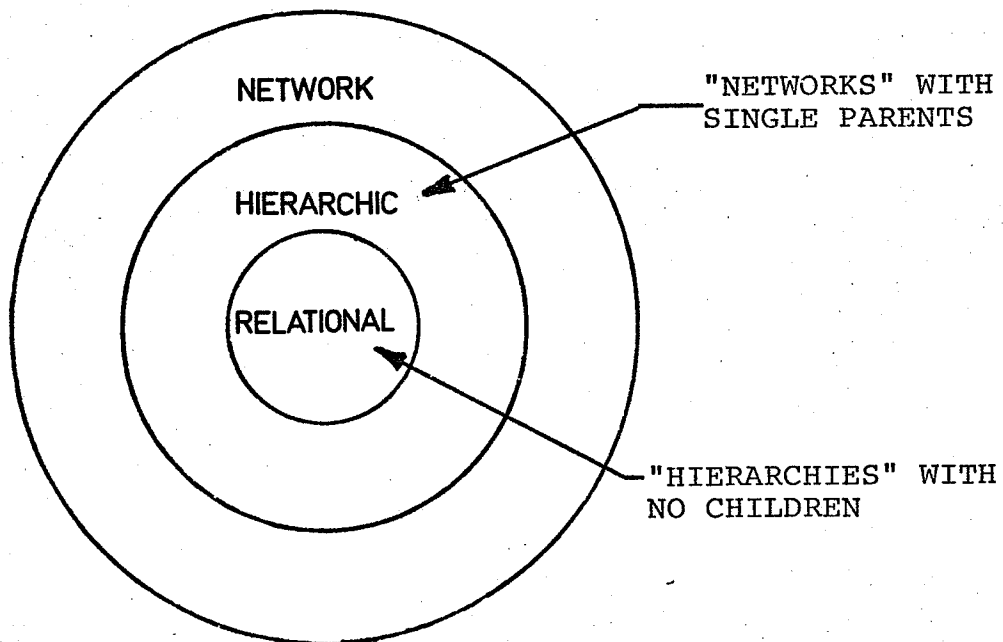 NETWORK
"NETWORKS" WITH
SINGLE PARENTS
HIERARCHIC
RELATIONAL
"HIERARCHIES" WITH
NO CHILDREN